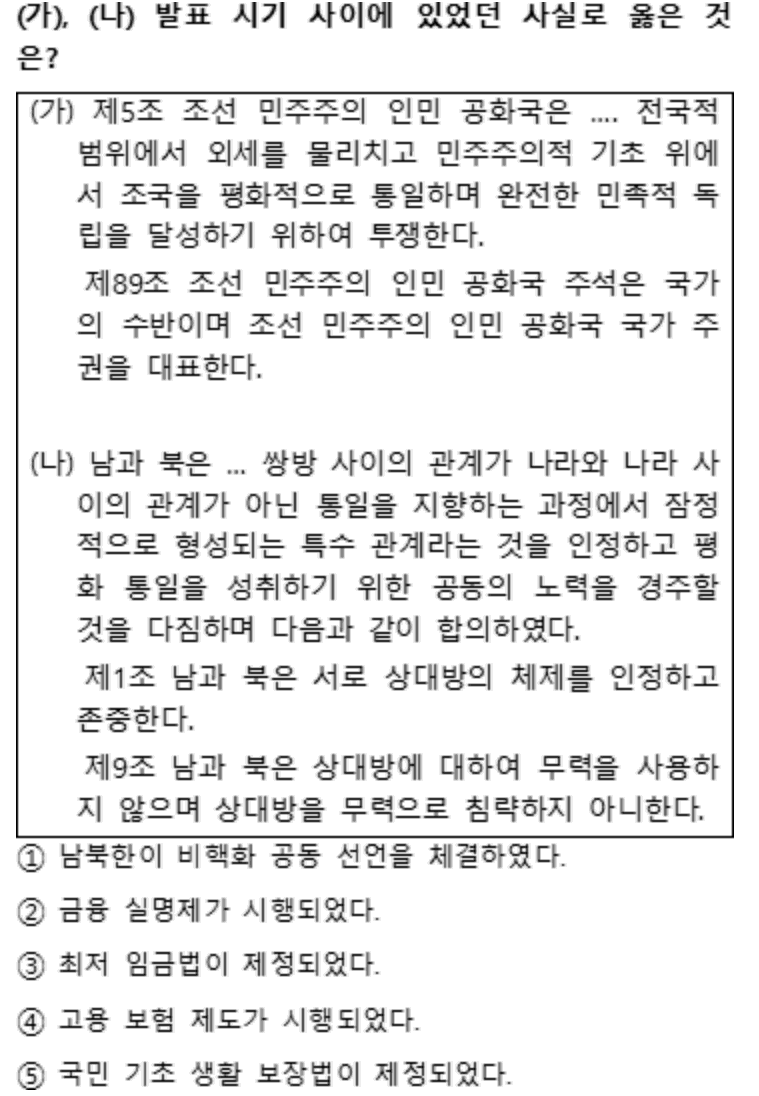 (가), (나) 발표 시기 사이에 있었던 사실로 옳은 것
은?
(가) 제5조 조선 민주주의 인민 공화국은 .... 전국적
범위에서 외세를 물리치고 민주주의적 기초 위에
서 조국을 평화적으로 통일하며 완전한 민족적 독
립을 달성하기 위하여 투쟁한다.
제89조 조선 민주주의 인민 공화국 주석은 국가
의 수반이며 조선 민주주의 인민 공화국 국가 주
권을 대표한다.
(나) 남과 북은 ... 쌍방 사이의 관계가 나라와 나라 사
이의 관계가 아닌 통일을 지향하는 과정에서 잠정
적으로 형성되는 특수 관계라는 것을 인정하고 평
화 통일을 성취하기 위한 공동의 노력을 경주할
것을 다짐하며 다음과 같이 합의하였다.
제1조 남과 북은 서로 상대방의 체제를 인정하고
존중한다.
제9조 남과 북은 상대방에 대하여 무력을 사용하
지 않으며 상대방을 무력으로 침략하지 아니한다.
① 남북한이 비핵화 공동 선언을 체결하였다.
② 금융 실명제가 시행되었다.
③ 최저 임금법이 제정되었다.
④ 고용 보험 제도가 시행되었다.
⑤ 국민 기초 생활 보장법이 제정되었다.